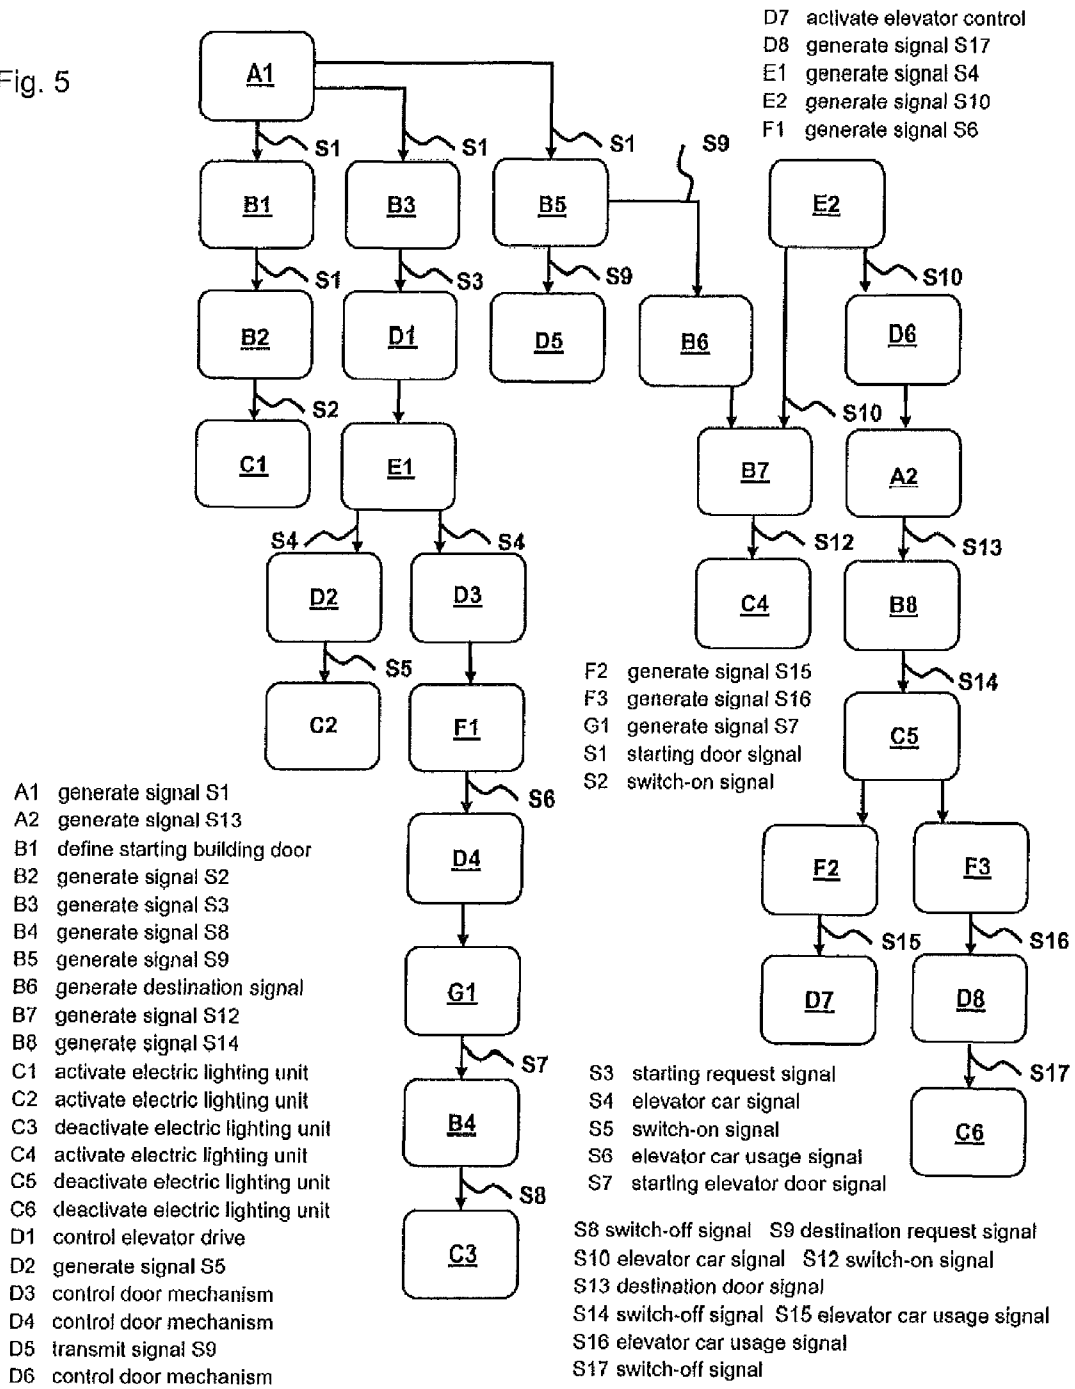 Fig. 5
D7 activate elevator control
D8 generate signal S17
E1 generate signal S4
E2 generate signal S10
F1 generate signal S6
A1
S1
S1
S1
S9
B1
B3
B5
E2
S1
S3
S9
S10
B2
D1
D5
B6
D6
S2
S10
C1
E1
B7
A2
S4
S4
S12
S13
D2
D3
C4
B8
S5
S14
C2
F1
C5
F2 generate signal S15
F3 generate signal S16
G1 generate signal S7
S1 starting door signal
S2 switch-on signal
S6
D4
F2
F3
S15
S16
G1
D7
D8
S7
S17
B4
C6
S8
C3
A1 generate signal S1
A2 generate signal S13
B1 define starting building door
B2 generate signal S2
B3 generate signal S3
B4 generate signal S8
B5 generate signal S9
B6 generate destination signal
B7 generate signal S12
B8 generate signal S14
C1 activate electric lighting unit
C2 activate electric lighting unit
C3 deactivate electric lighting unit
C4 activate electric lighting unit
C5 deactivate electric lighting unit
C6 deactivate electric lighting unit
D1 control elevator drive
D2 generate signal S5
D3 control door mechanism
D4 control door mechanism
D5 transmit signal S9
D6 control door mechanism
S3 starting request signal
S4 elevator car signal
S5 switch-on signal
S6 elevator car usage signal
S7 starting elevator door signal
S8 switch-off signal S9 destination request signal
S10 elevator car signal S12 switch-on signal
S13 destination door signal
S14 switch-off signal S15 elevator car usage signal
S16 elevator car usage signal
S17 switch-off signal